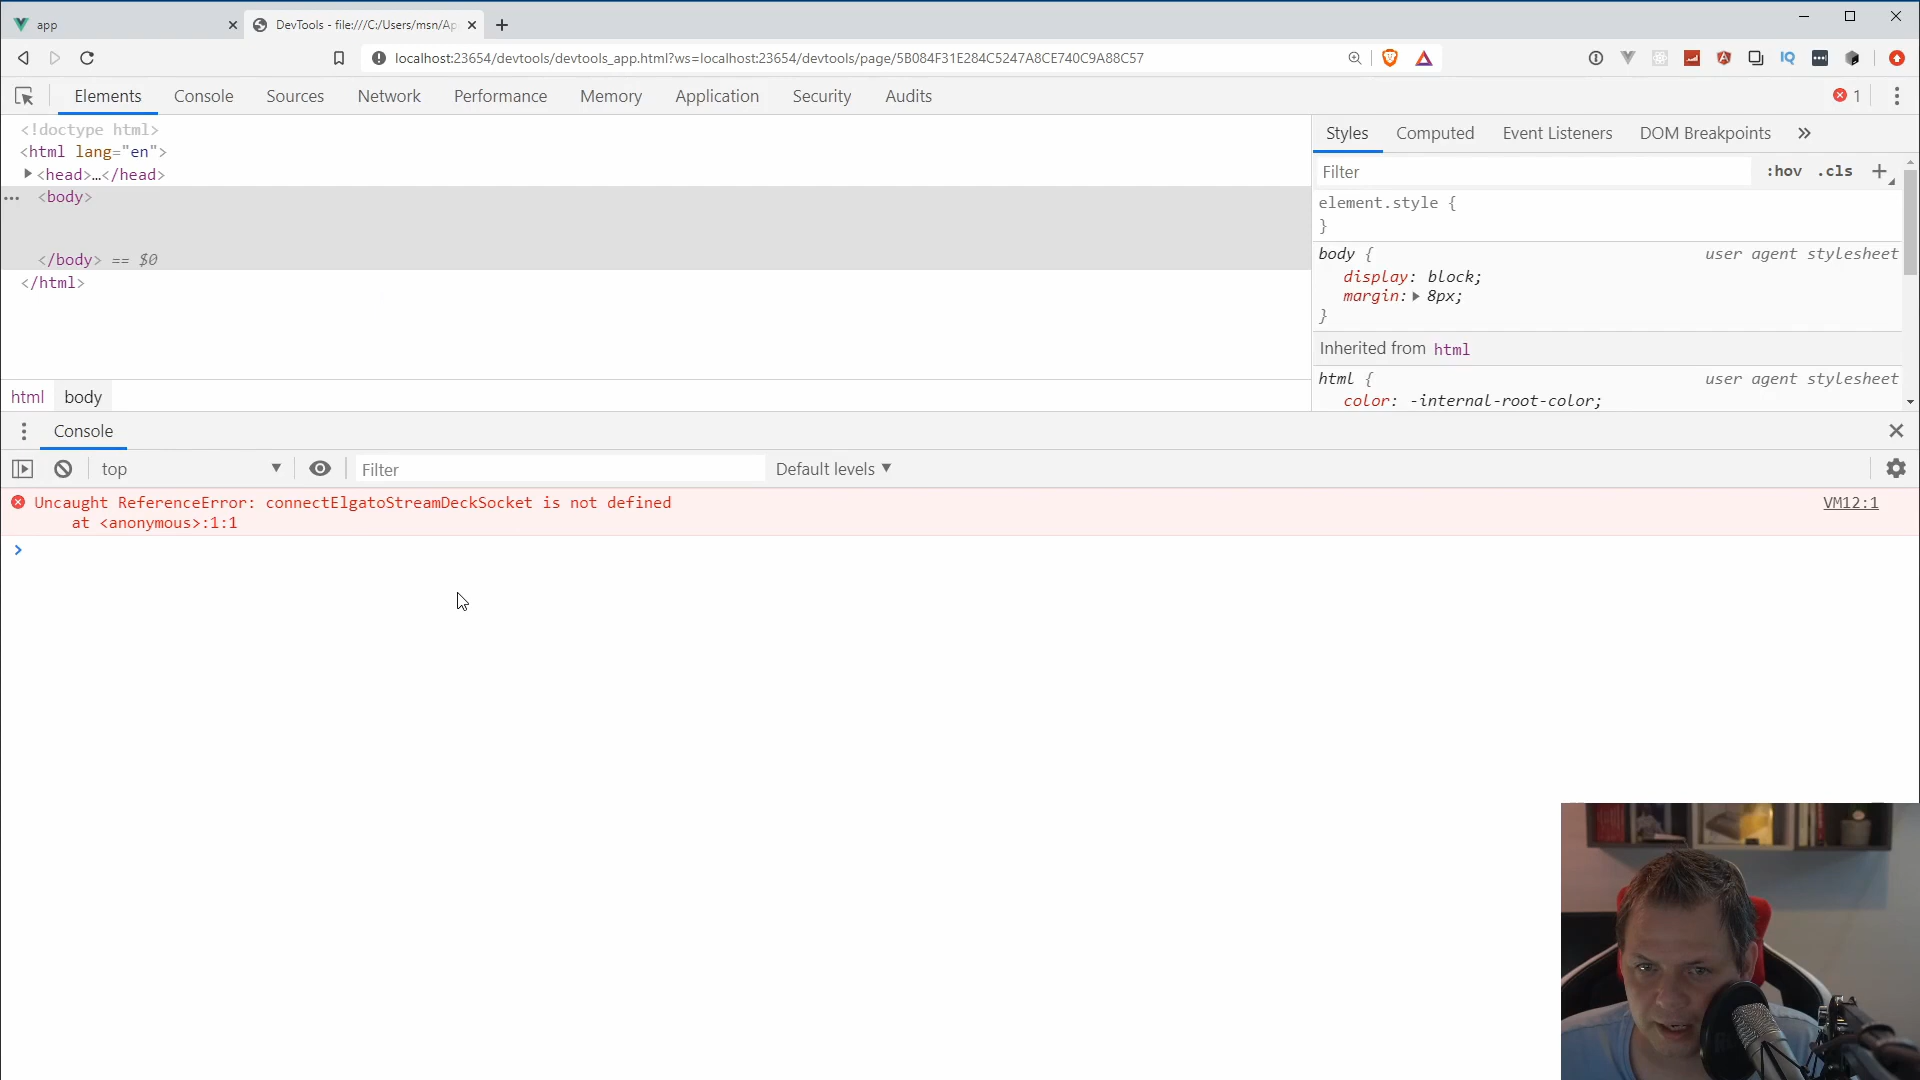 app
DevTools - file:///C:/Users/msn/Ap
localhost:23654/devtools/devtools_app.html?ws=localhost:23654/devtools/page/5B084F31E284C5247A8CE740C9A88C57
IQ
Elements Console Sources Network Performance Memory Application Security Audits
1
<!doctype html>
<html lang="en">
<head>…</head>
<body>
</body> == $0
</html>
html body
Styles Computed Event Listeners DOM Breakpoints »
Filter :hov .cls +
element.style {
}
body { user agent stylesheet
display: block;
margin: 8px;
}
Inherited from html
html { user agent stylesheet
color: -internal-root-color;
Console
top Filter Default levels
Uncaught ReferenceError: connectElgatoStreamDeckSocket is not defined VM12:1
at <anonymous>:1:1